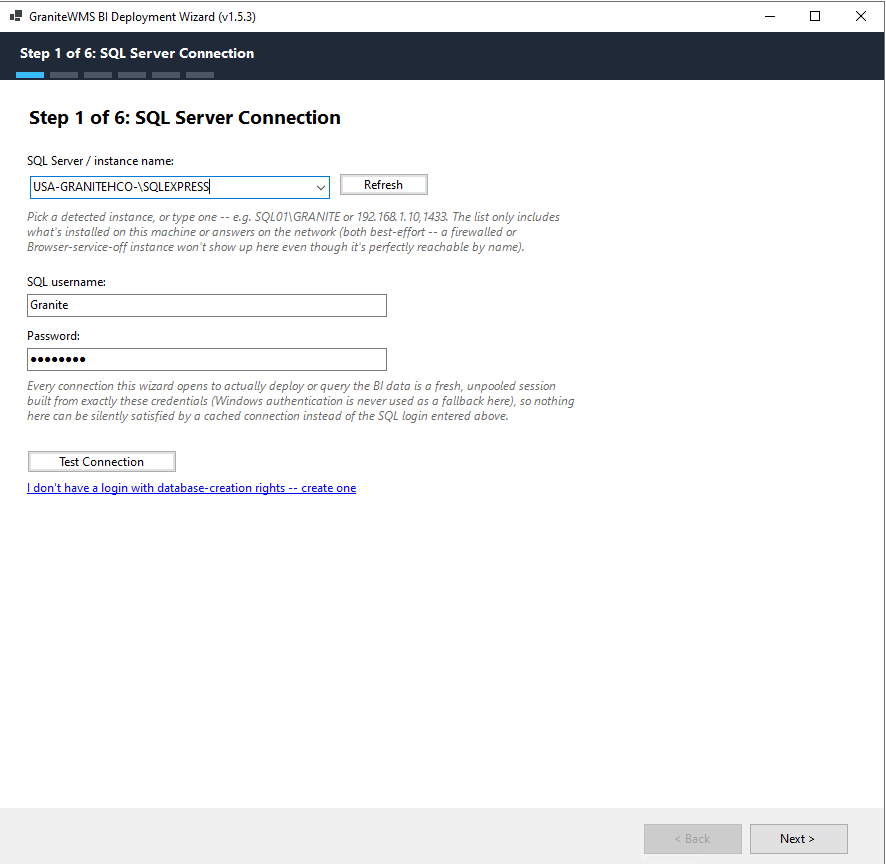 GraniteWMS BI Deployment Wizard (v1.5.3)
Step 1 of 6: SQL Server Connection
Step 1 of 6: SQL Server Connection
SQL Server / instance name:
USA-GRANITEHCO-\SQLEXPRESS
Refresh
Pick a detected instance, or type one -- e.g. SQL01\GRANITE or 192.168.1.10,1433. The list only includes
what's installed on this machine or answers on the network (both best-effort -- a firewalled or
Browser-service-off instance won't show up here even though it's perfectly reachable by name).
SQL username:
Granite
Password:
●●●●●●●●
Every connection this wizard opens to actually deploy or query the BI data is a fresh, unpooled session
built from exactly these credentials (Windows authentication is never used as a fallback here), so nothing
here can be silently satisfied by a cached connection instead of the SQL login entered above.
Test Connection
I don't have a login with database-creation rights -- create one
< Back
Next >